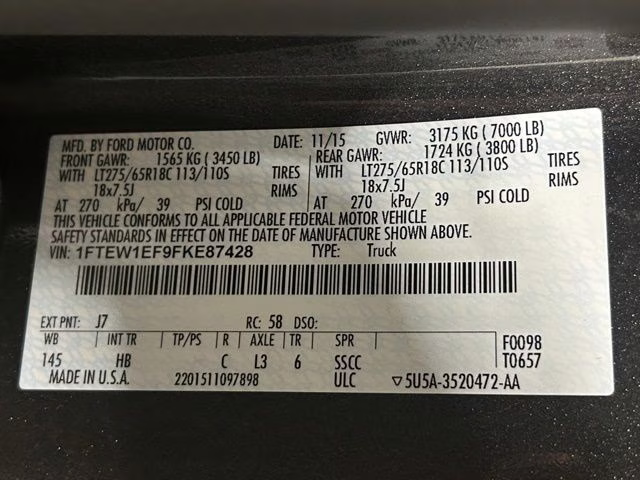 MFD. BY FORD MOTOR CO. DATE: 11/15 GVWR: 3175 KG ( 7000 LB)
FRONT GAWR: 1565 KG ( 3450 LB) REAR GAWR: 1724 KG ( 3800 LB)
WITH LT275/65R18C 113/110S TIRES WITH LT275/65R18C 113/110S TIRES
18x7.5J RIMS 18x7.5J RIMS
AT 270 kPa/ 39 PSI COLD AT 270 kPa/ 39 PSI COLD
THIS VEHICLE CONFORMS TO ALL APPLICABLE FEDERAL MOTOR VEHICLE
SAFETY STANDARDS IN EFFECT ON THE DATE OF MANUFACTURE SHOWN ABOVE.
VIN: 1FTEW1EF9FKE87428 TYPE: Truck
EXT PNT: J7 RC: 58 DSO:
WB INT TR TP/PS R AXLE TR SPR F0098
145 HB C L3 6 SSCC T0657
MADE IN U.S.A. 2201511097898 ULC ▽5U5A-3520472-AA